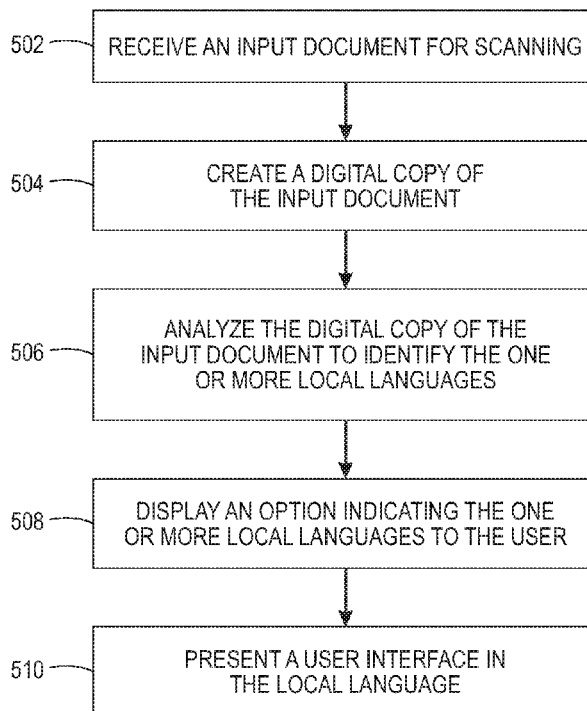 502 RECEIVE AN INPUT DOCUMENT FOR SCANNING
504 CREATE A DIGITAL COPY OF
THE INPUT DOCUMENT
506 ANALYZE THE DIGITAL COPY OF THE
INPUT DOCUMENT TO IDENTIFY THE ONE
OR MORE LOCAL LANGUAGES
508 DISPLAY AN OPTION INDICATING THE ONE
OR MORE LOCAL LANGUAGES TO THE USER
510 PRESENT A USER INTERFACE IN
THE LOCAL LANGUAGE